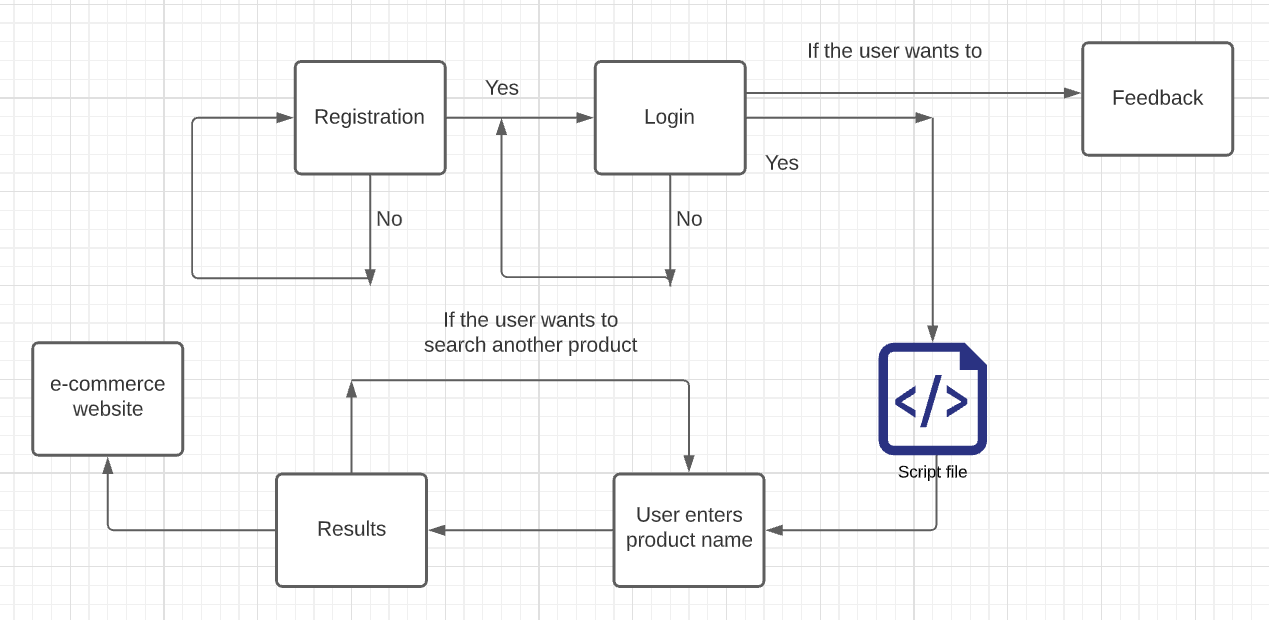 If the user wants to
Yes
Registration
Login
Feedback
Yes
No
No
If the user wants to
search another product
e-commerce
website
</>
Script file
Results
User enters
product name